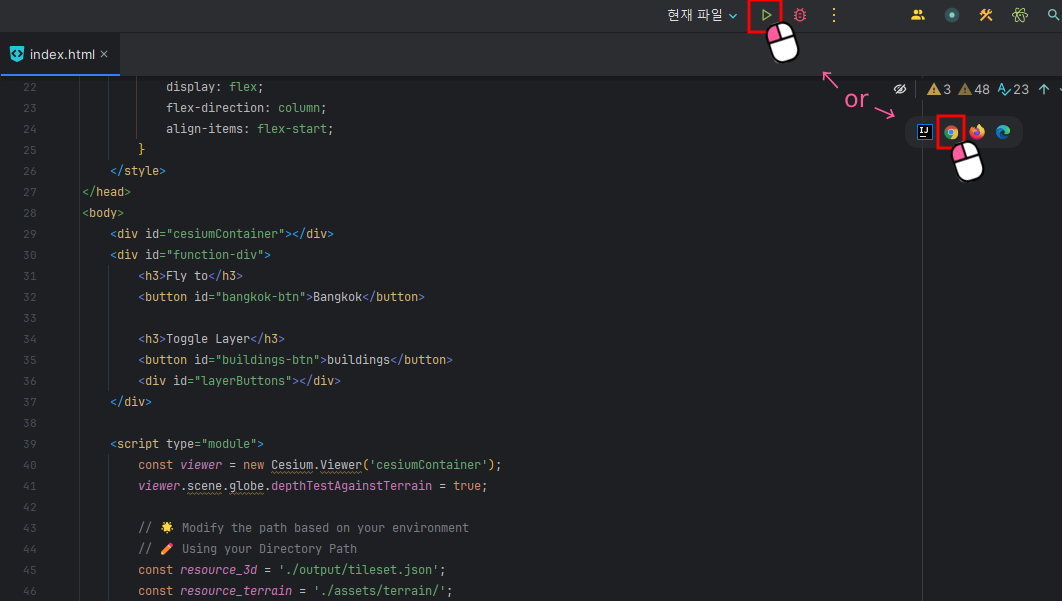 현재 파일
index.html
3 48 23
or
22 display: flex;
23 flex-direction: column;
24 align-items: flex-start;
25 }
26 </style>
27 </head>
28 <body>
29 <div id="cesiumContainer"></div>
30 <div id="function-div">
31 <h3>Fly to</h3>
32 <button id="bangkok-btn">Bangkok</button>
33
34 <h3>Toggle Layer</h3>
35 <button id="buildings-btn">buildings</button>
36 <div id="layerButtons"></div>
37 </div>
38
39 <script type="module">
40 const viewer = new Cesium.Viewer('cesiumContainer');
41 viewer.scene.globe.depthTestAgainstTerrain = true;
42
43 // 🌟 Modify the path based on your environment
44 // ✏️ Using your Directory Path
45 const resource_3d = './output/tileset.json';
46 const resource_terrain = './assets/terrain/';